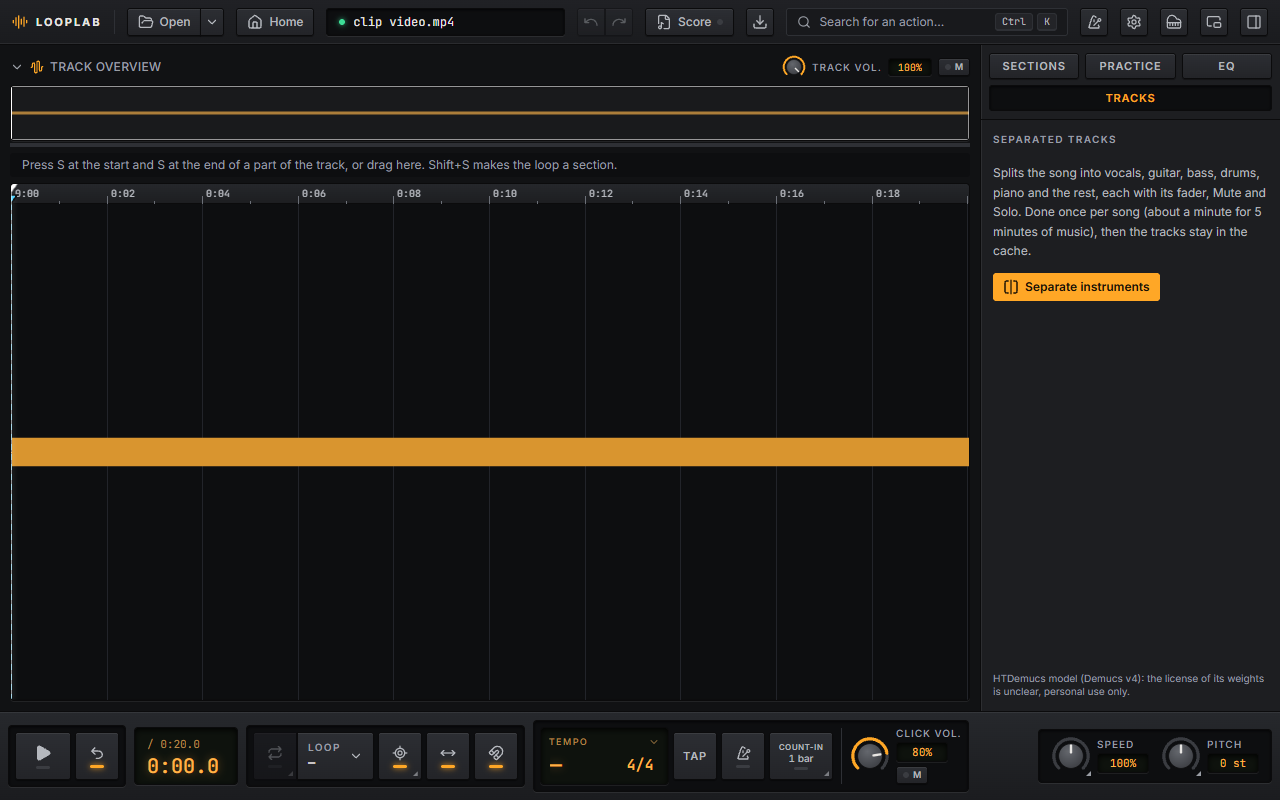 LOOPLAB
Open
Home
clip video.mp4
Score
Search for an action...
Ctrl
K
TRACK OVERVIEW
TRACK VOL.
100%
M
SECTIONS
PRACTICE
EQ
TRACKS
Press S at the start and S at the end of a part of the track, or drag here. Shift+S makes the loop a section.
0:00
0:02
0:04
0:06
0:08
0:10
0:12
0:14
0:16
0:18
SEPARATED TRACKS
Splits the song into vocals, guitar, bass, drums,
piano and the rest, each with its fader, Mute and
Solo. Done once per song (about a minute for 5
minutes of music), then the tracks stay in the
cache.
Separate instruments
HTDemucs model (Demucs v4): the license of its weights
is unclear, personal use only.
/ 0:20.0
0:00.0
LOOP
–
TEMPO
–
4/4
TAP
COUNT-IN
1 bar
CLICK VOL.
80%
M
SPEED
100%
PITCH
0 st